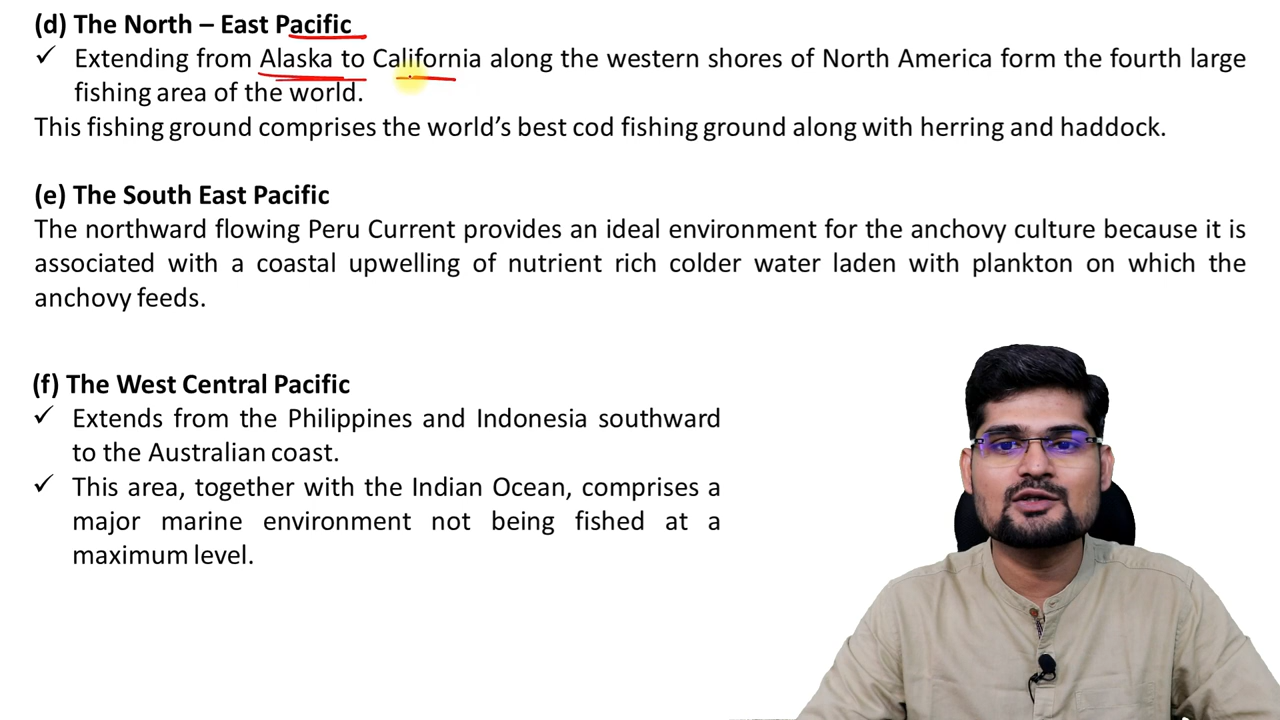 (d) The North – East Pacific
✓ Extending from Alaska to California along the western shores of North America form the fourth large
fishing area of the world.
This fishing ground comprises the world’s best cod fishing ground along with herring and haddock.
(e) The South East Pacific
The northward flowing Peru Current provides an ideal environment for the anchovy culture because it is
associated with a coastal upwelling of nutrient rich colder water laden with plankton on which the
anchovy feeds.
(f) The West Central Pacific
✓ Extends from the Philippines and Indonesia southward
to the Australian coast.
✓ This area, together with the Indian Ocean, comprises a
major marine environment not being fished at a
maximum level.